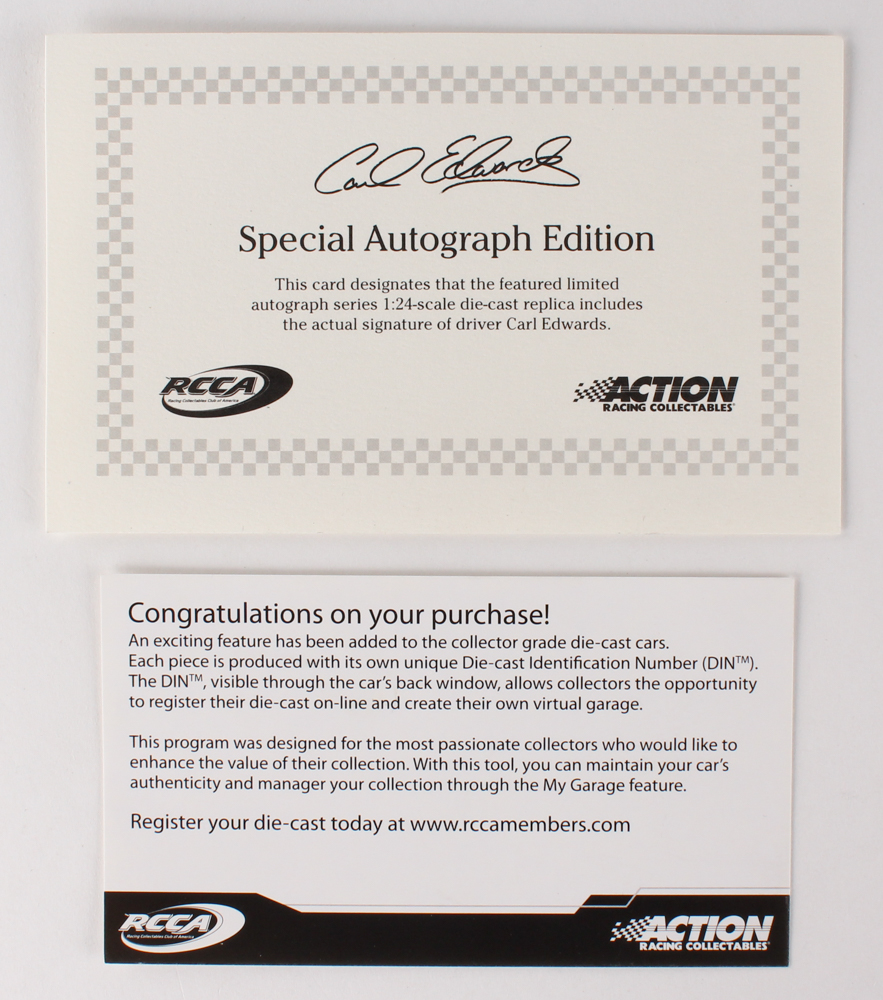 Carl Edwards
Special Autograph Edition
This card designates that the featured limited
autograph series 1:24-scale die-cast replica includes
the actual signature of driver Carl Edwards.
RCCA
Racing Collectables Club of America
ACTION
RACING COLLECTABLES®
Congratulations on your purchase!
An exciting feature has been added to the collector grade die-cast cars.
Each piece is produced with its own unique Die-cast Identification Number (DIN™).
The DIN™, visible through the car's back window, allows collectors the opportunity
to register their die-cast on-line and create their own virtual garage.
This program was designed for the most passionate collectors who would like to
enhance the value of their collection. With this tool, you can maintain your car's
authenticity and manager your collection through the My Garage feature.
Register your die-cast today at www.rccamembers.com
RCCA
Racing Collectables Club of America
ACTION
RACING COLLECTABLES®